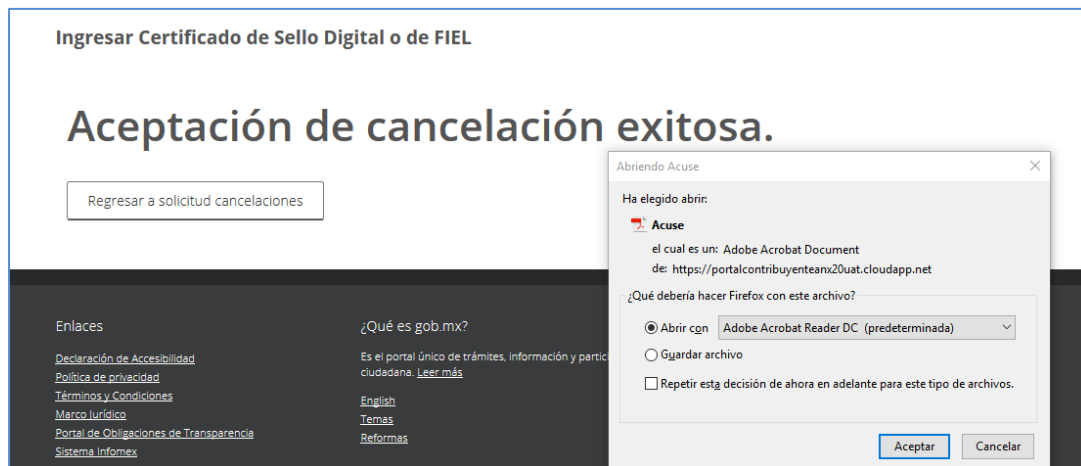 Ingresar Certificado de Sello Digital o de FIEL
Aceptación de cancelación exitosa.
Regresar a solicitud cancelaciones
Abriendo Acuse
Ha elegido abrir:
Acuse
el cual es un: Adobe Acrobat Document
de: https://portalcontribuyenteanx20uat.cloudapp.net
¿Qué debería hacer Firefox con este archivo?
Abrir con Adobe Acrobat Reader DC (predeterminada)
Guardar archivo
Repetir esta decisión de ahora en adelante para este tipo de archivos.
Aceptar Cancelar
Enlaces
Declaración de Accesibilidad
Política de privacidad
Términos y Condiciones
Marco Jurídico
Portal de Obligaciones de Transparencia
Sistema Infomex
¿Qué es gob.mx?
Es el portal único de trámites, información y partici
ciudadana. Leer más
English
Temas
Reformas